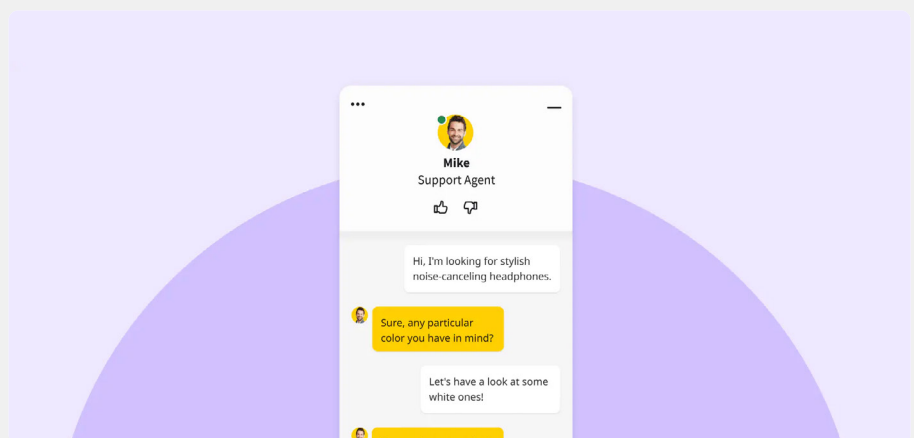 Mike
Support Agent
Hi, I'm looking for stylish
noise-canceling headphones.
Sure, any particular
color you have in mind?
Let's have a look at some
white ones!